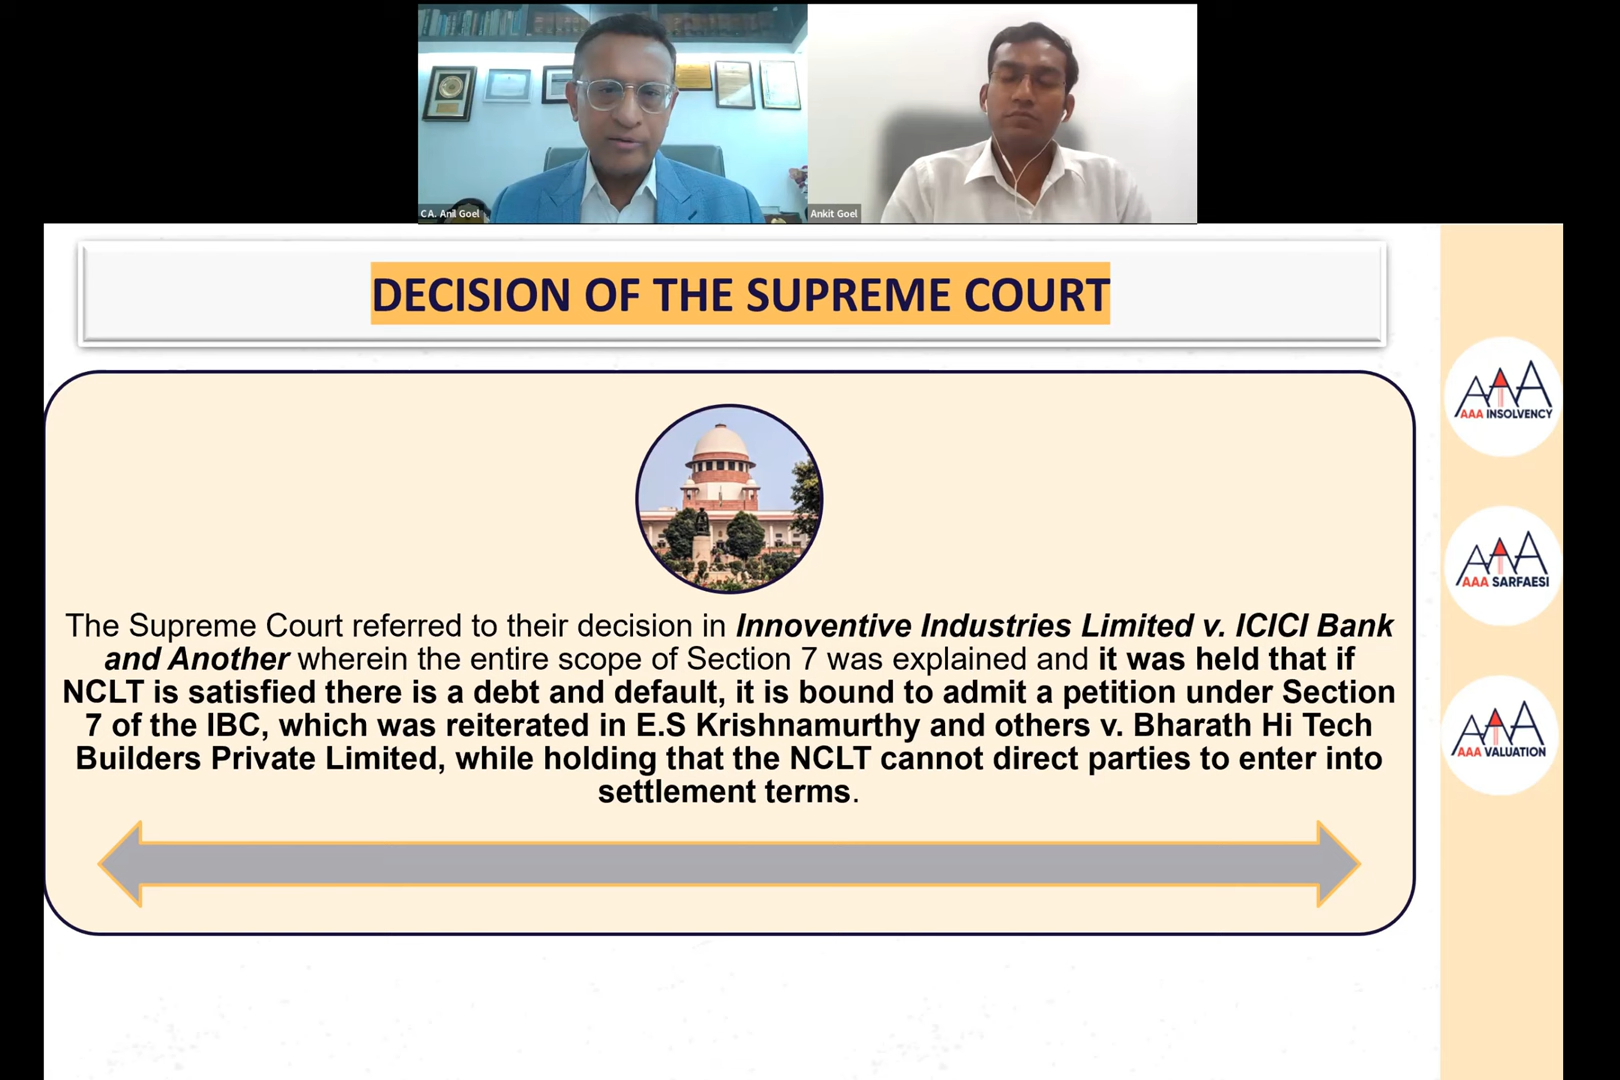 CA. Anil Goel
Ankit Goel
DECISION OF THE SUPREME COURT
The Supreme Court referred to their decision in Innoventive Industries Limited v. ICICI Bank
and Another wherein the entire scope of Section 7 was explained and it was held that if
NCLT is satisfied there is a debt and default, it is bound to admit a petition under Section
7 of the IBC, which was reiterated in E.S Krishnamurthy and others v. Bharath Hi Tech
Builders Private Limited, while holding that the NCLT cannot direct parties to enter into
settlement terms.
AAA
AAA INSOLVENCY
AAA
AAA SARFAESI
AAA
AAA VALUATION